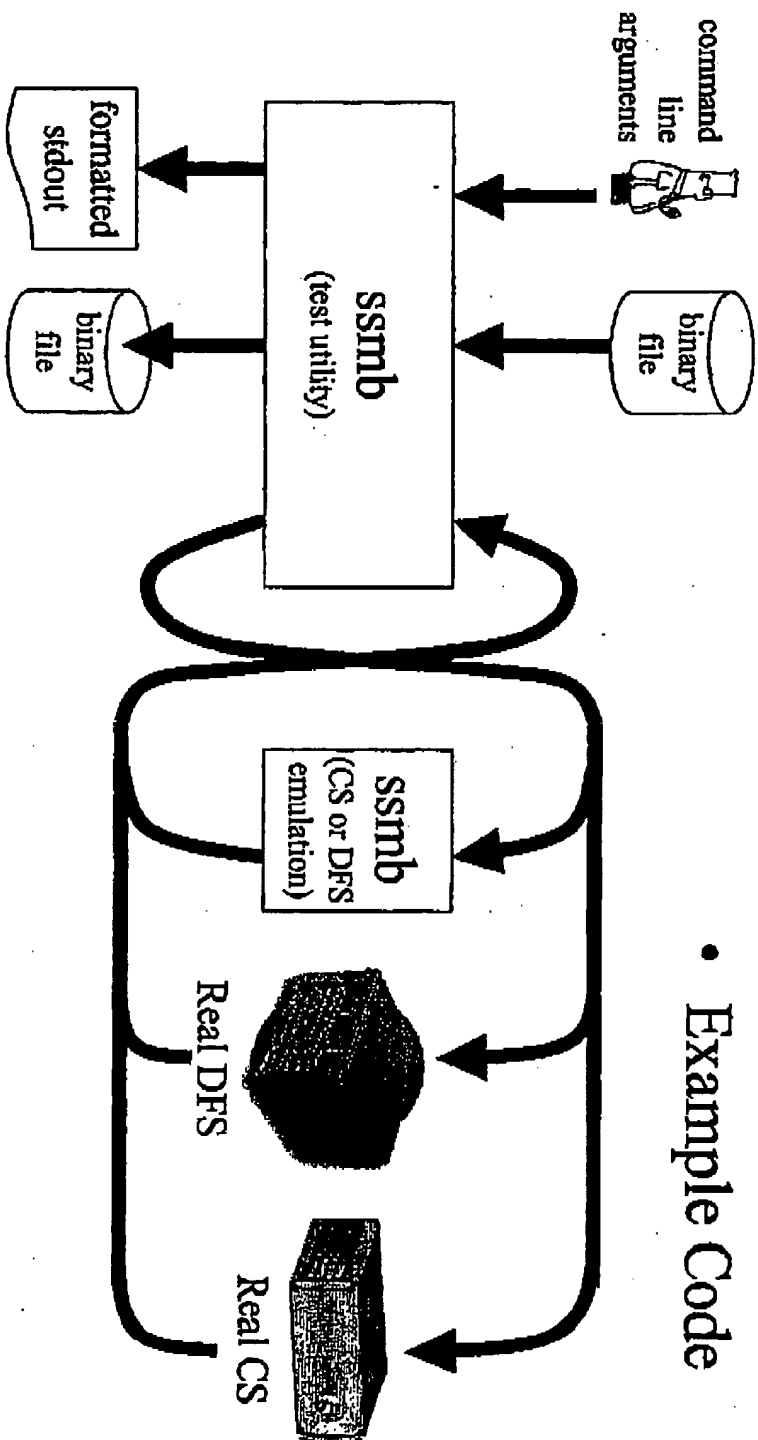 • Example Code
command
line
arguments
binary
file
ssmb
(test utility)
formatted
stdout
binary
file
ssmb
(CS or DFS
emulation)
Real DFS
Real CS